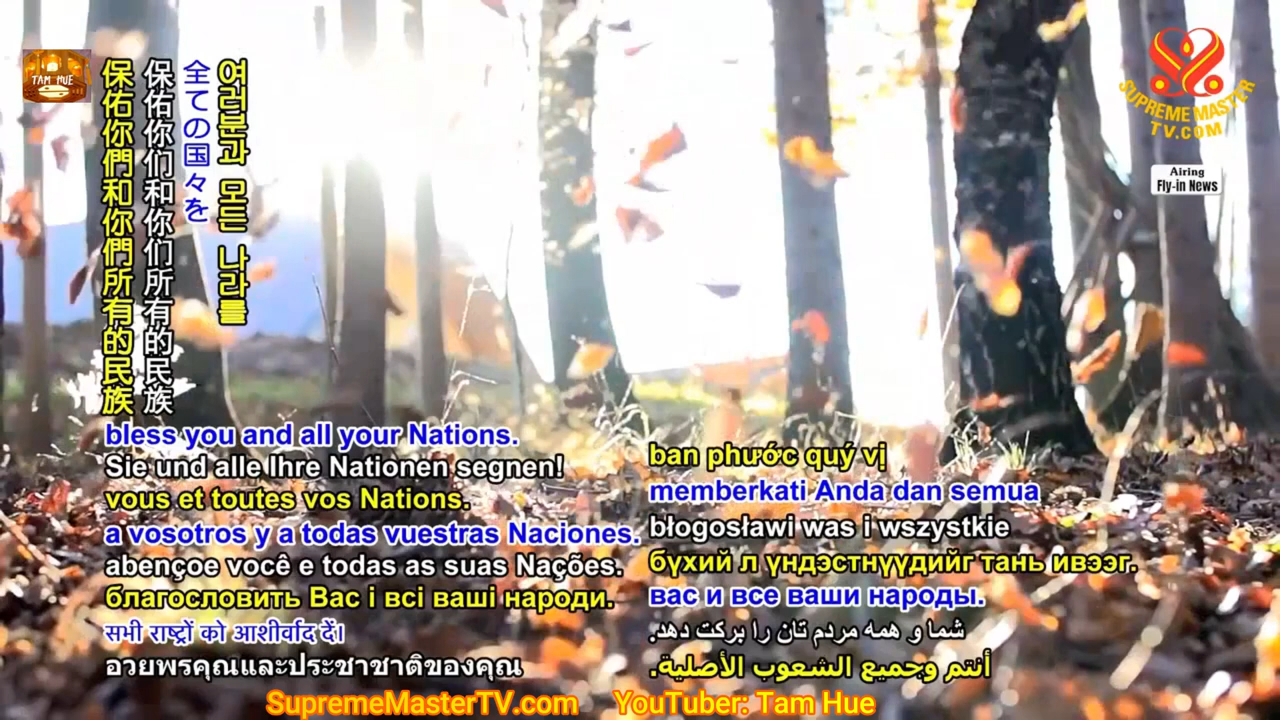 TAM HUE
SUPREME MASTER
TV.COM
Airing
Fly-in News
여러분과 모든 나라를
全ての国々を
保佑你们和你们所有的民族
保佑你們和你們所有的民族
bless you and all your Nations.
Sie und alle Ihre Nationen segnen!
vous et toutes vos Nations.
a vosotros y a todas vuestras Naciones.
abençoe você e todas as suas Nações.
благословить Вас і всі ваші народи.
सभी राष्ट्रों को आशीर्वाद दें।
อวยพรคุณและประชาชาติของคุณ
ban phước quý vị
memberkati Anda dan semua
błogosławi was i wszystkie
бүхий л үндэстнүүдийг тань ивээг.
вас и все ваши народы.
شما و همه مردم تان را برکت دهد.
أنتم وجميع الشعوب الأصلية.
SupremeMasterTV.com YouTuber: Tam Hue